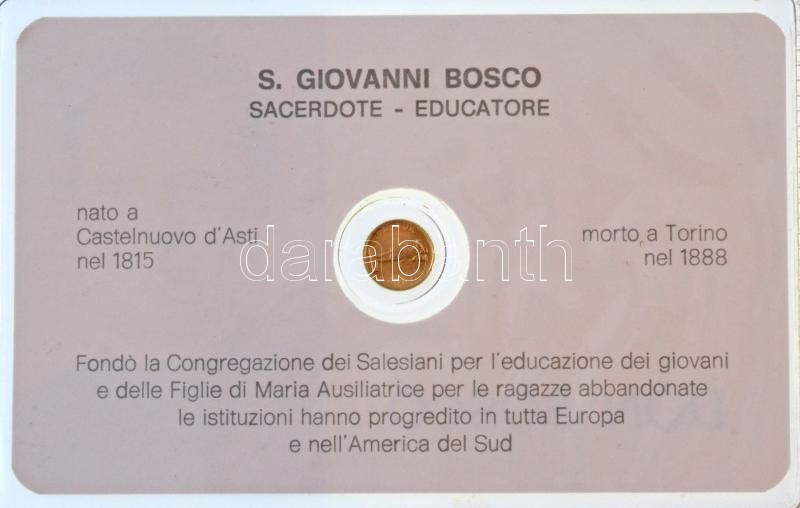 S. GIOVANNI BOSCO
SACERDOTE - EDUCATORE
nato a
Castelnuovo d'Asti
nel 1815
morto a Torino
nel 1888
darabanth
Fondò la Congregazione dei Salesiani per l'educazione dei giovani
e delle Figlie di Maria Ausiliatrice per le ragazze abbandonate
le istituzioni hanno progredito in tutta Europa
e nell'America del Sud